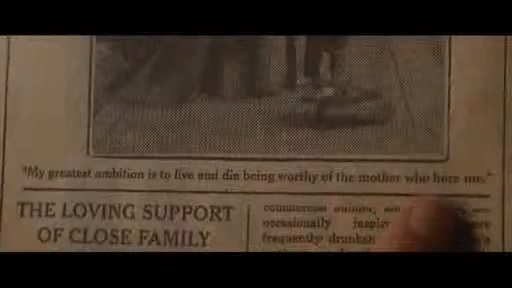 "My greatest ambition is to live and die being worthy of the mother who bore me."
THE LOVING SUPPORT
OF CLOSE FAMILY
occasionally
frequently drunken